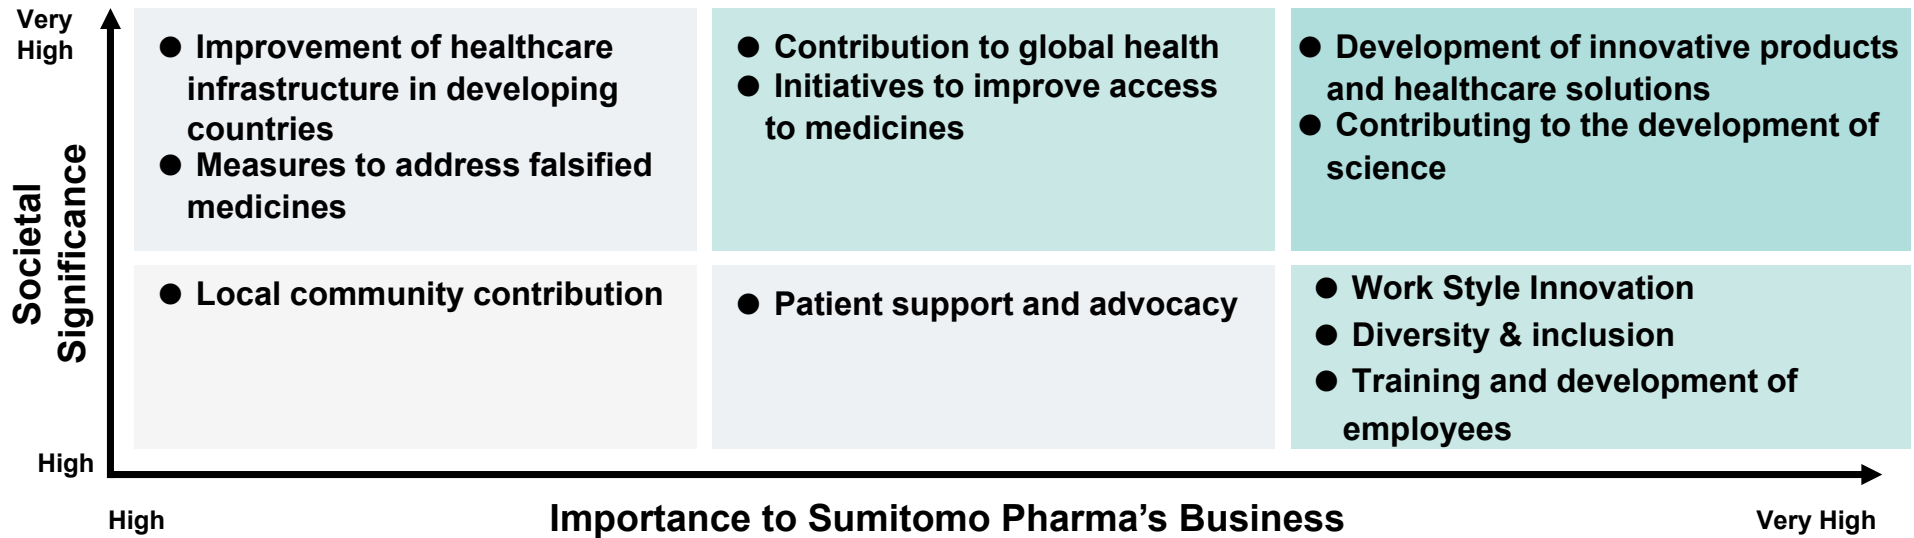 Very
High
● Improvement of healthcare
infrastructure in developing
countries
● Measures to address falsified
medicines
● Contribution to global health
● Initiatives to improve access
to medicines
● Development of innovative products
and healthcare solutions
● Contributing to the development of
science
Societal
Significance
● Local community contribution
● Patient support and advocacy
● Work Style Innovation
● Diversity & inclusion
● Training and development of
employees
High
High
Importance to Sumitomo Pharma’s Business
Very High